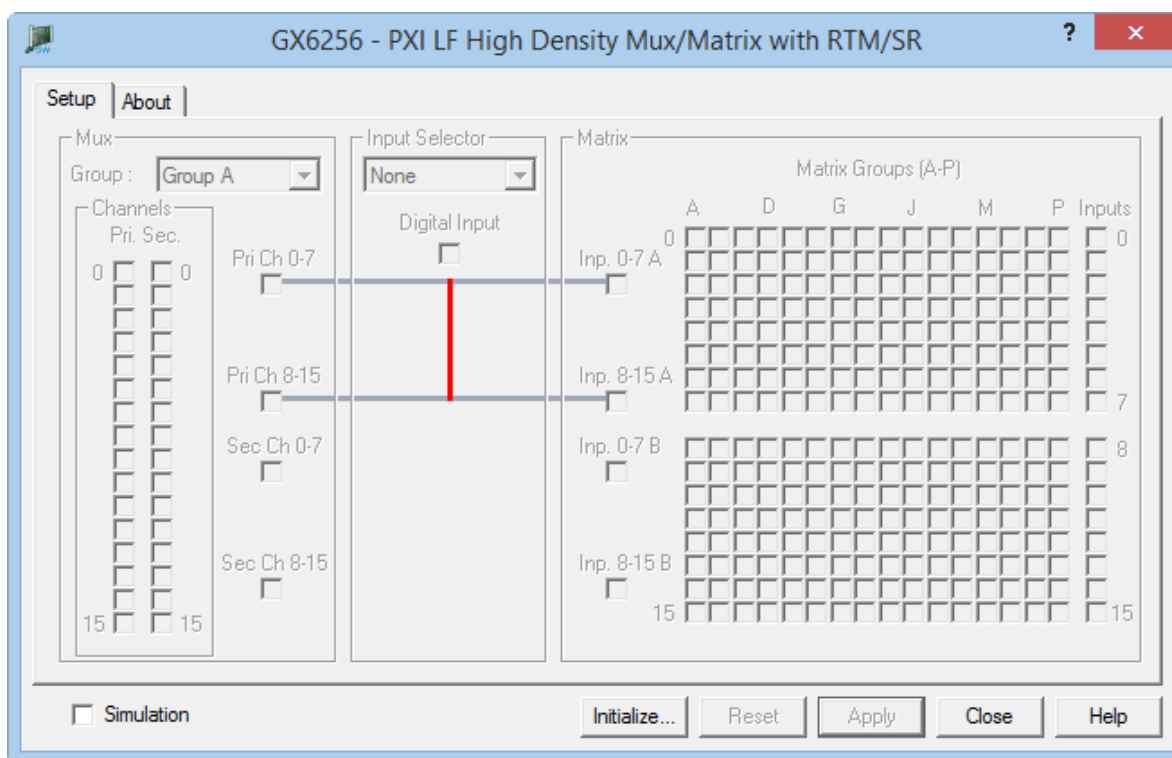 GX6256 - PXI LF High Density Mux/Matrix with RTM/SR
?
Setup
About
Mux
Group :
Group A
Channels
Pri. Sec.
0
0
15
15
Pri Ch 0-7
Pri Ch 8-15
Sec Ch 0-7
Sec Ch 8-15
Input Selector
None
Digital Input
Matrix
Matrix Groups (A-P)
A D G J M P Inputs
0
0
Inp. 0-7 A
Inp. 8-15 A
7
Inp. 0-7 B
8
Inp. 8-15 B
15
15
Simulation
Initialize...
Reset
Apply
Close
Help